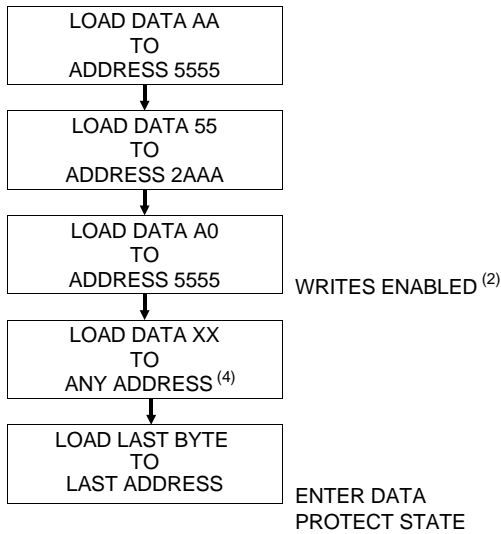 LOAD DATA AA
TO
ADDRESS 5555
LOAD DATA 55
TO
ADDRESS 2AAA
LOAD DATA A0
TO
ADDRESS 5555
WRITES ENABLED (2)
LOAD DATA XX
TO
ANY ADDRESS (4)
LOAD LAST BYTE
TO
LAST ADDRESS
ENTER DATA
PROTECT STATE